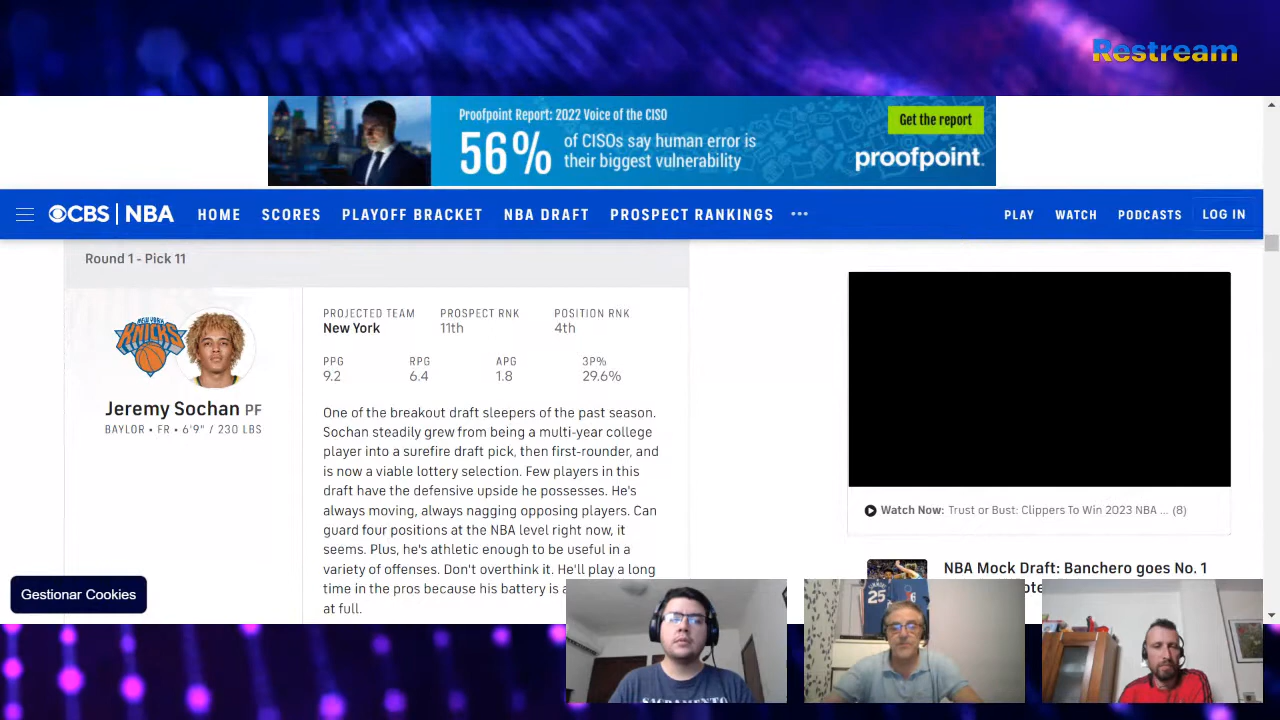 Restream
Proofpoint Report: 2022 Voice of the CISO
56% of CISOs say human error is
their biggest vulnerability
Get the report
proofpoint.
CBS | NBA HOME SCORES PLAYOFF BRACKET NBA DRAFT PROSPECT RANKINGS ••• PLAY WATCH PODCASTS LOG IN
Round 1 - Pick 11
NEW YORK
KNICKS
Jeremy Sochan PF
BAYLOR • FR • 6'9" / 230 LBS
PROJECTED TEAM PROSPECT RNK POSITION RNK
New York 11th 4th
PPG RPG APG 3P%
9.2 6.4 1.8 29.6%
One of the breakout draft sleepers of the past season.
Sochan steadily grew from being a multi-year college
player into a surefire draft pick, then first-rounder, and
is now a viable lottery selection. Few players in this
draft have the defensive upside he possesses. He's
always moving, always nagging opposing players. Can
guard four positions at the NBA level right now, it
seems. Plus, he's athletic enough to be useful in a
variety of offenses. Don't overthink it. He'll play a long
time in the pros because his battery is
at full.
Watch Now: Trust or Bust: Clippers To Win 2023 NBA ... (8)
NBA Mock Draft: Banchero goes No. 1
Gestionar Cookies
SACRAMENTO
25
6